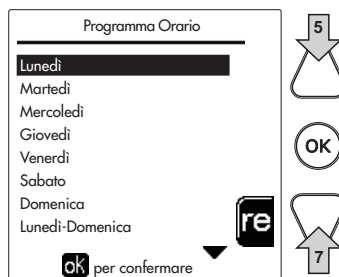 Programma Orario
Lunedì
Martedì
Mercoledì
Giovedì
Venerdì
Sabato
Domenica
Lunedì-Domenica
re
ok per confermare
5
OK
7